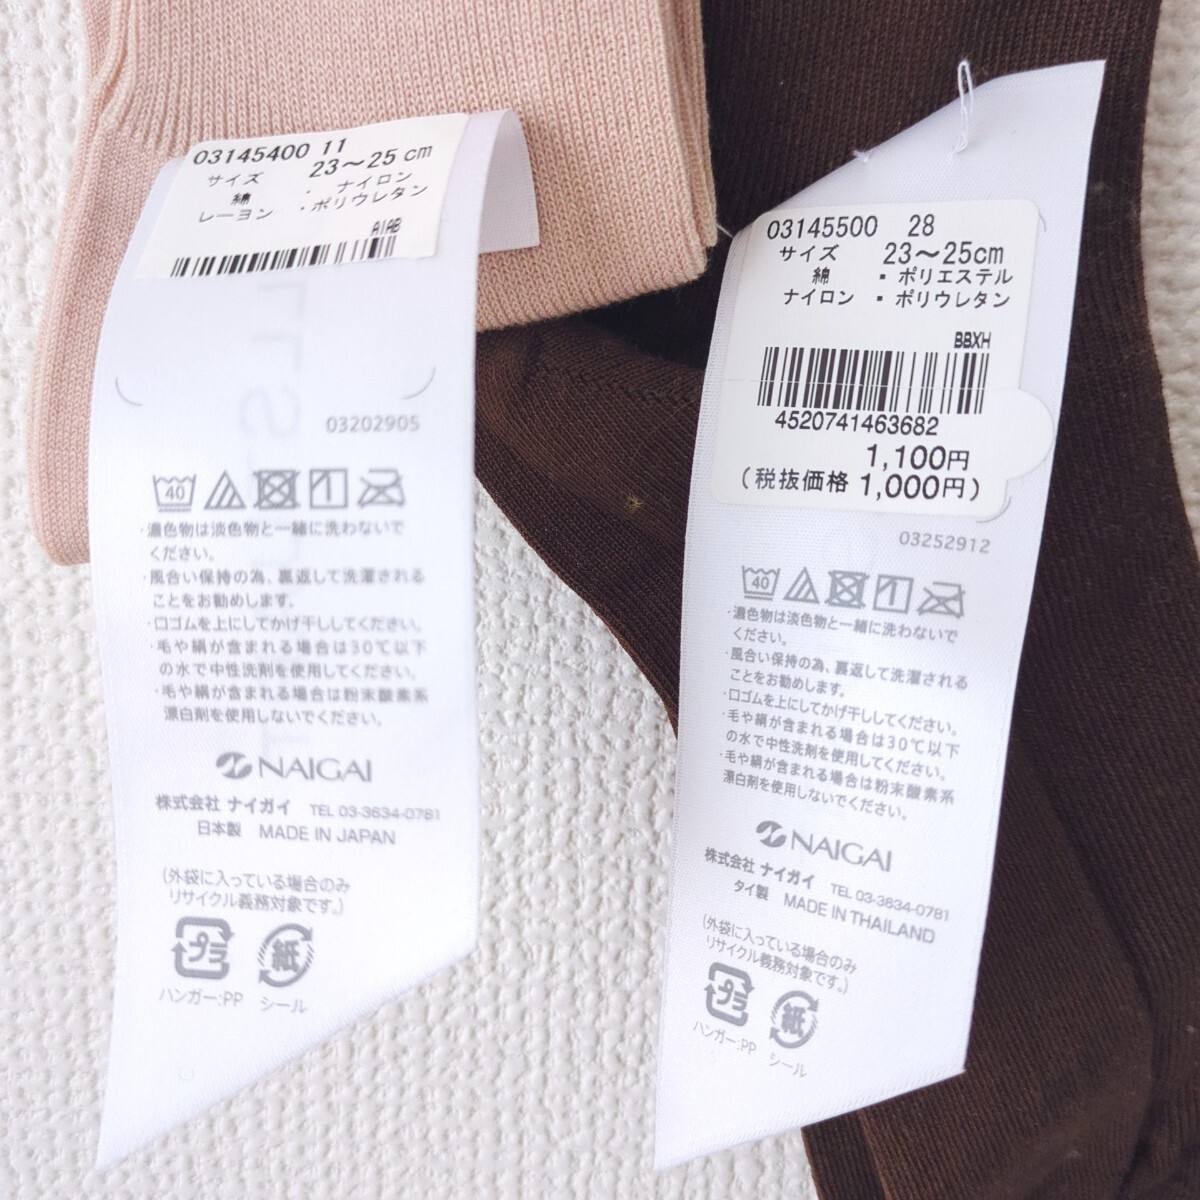 03145400 11
サイズ 23～25cm
綿 ・ナイロン
レーヨン ・ポリウレタン
AIAB
03202905
40
・濃色物は淡色物と一緒に洗わないで
ください。
・風合い保持の為、裏返して洗濯される
ことをお勧めします。
・口ゴムを上にしてかげ干ししてください。
・毛や絹が含まれる場合は30℃以下
の水で中性洗剤を使用してください。
・毛や絹が含まれる場合は粉末酸素系
漂白剤を使用しないでください。
NAIGAI
株式会社 ナイガイ TEL 03-3634-0781
日本製 MADE IN JAPAN
(外袋に入っている場合のみ
リサイクル義務対象です。)
プラ 紙
ハンガー:PP シール
03145500 28
サイズ 23～25cm
綿 ・ポリエステル
ナイロン ・ポリウレタン
BBXH
4520741463682
1,100円
(税抜価格 1,000円)
03252912
40
・濃色物は淡色物と一緒に洗わないで
ください。
・風合い保持の為、裏返して洗濯される
ことをお勧めします。
・口ゴムを上にしてかげ干ししてください。
・毛や絹が含まれる場合は30℃以下
の水で中性洗剤を使用してください。
・毛や絹が含まれる場合は粉末酸素系
漂白剤を使用しないでください。
NAIGAI
株式会社 ナイガイ TEL 03-3634-0781
タイ製 MADE IN THAILAND
(外袋に入っている場合のみ
リサイクル義務対象です。)
プラ 紙
ハンガー:PP シール